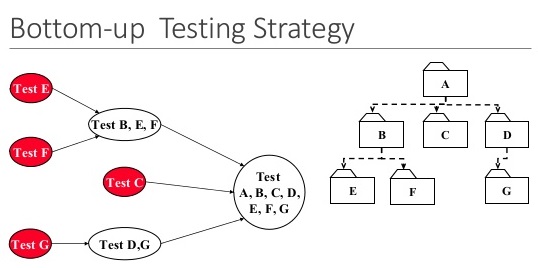 Bottom-up Testing Strategy
Test E
Test B, E, F
Test F
Test C
Test
A, B, C, D,
E, F, G
Test G
Test D,G
A
B
C
D
E
F
G